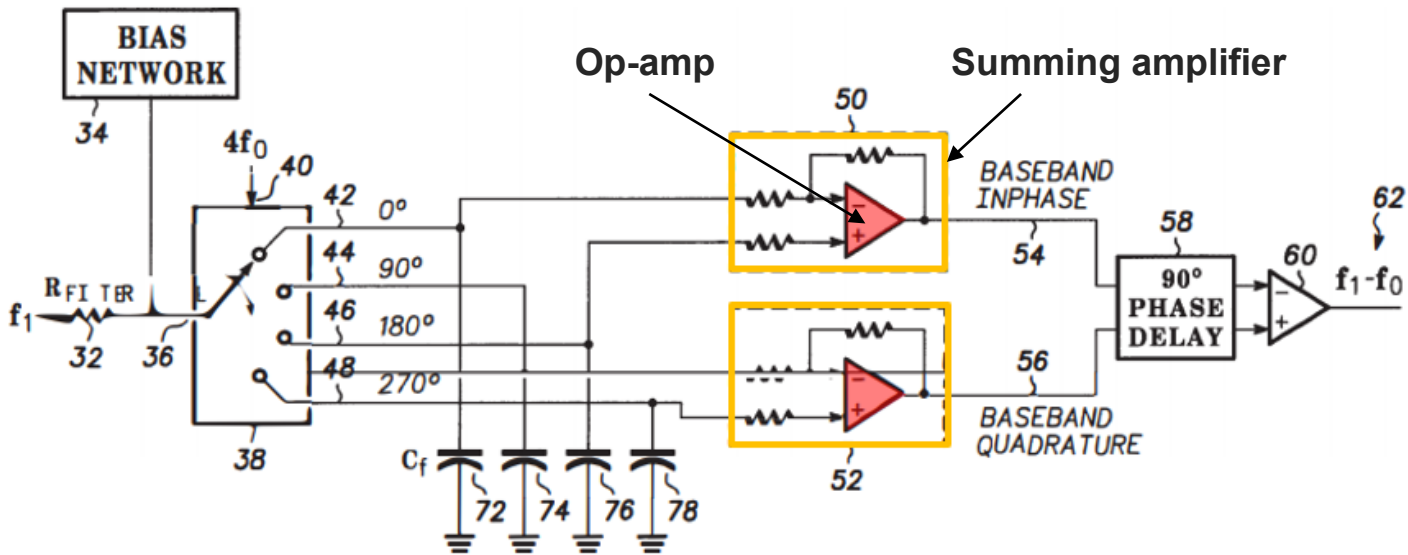 BIAS
NETWORK
34
Op-amp
Summing amplifier
50
4f0
40
42
0°
44
90°
46
180°
48
270°
f1
RFI TER
32
36
L
38
Cf
72
74
76
78
−
+
BASEBAND
INPHASE
54
−
+
52
56
BASEBAND
QUADRATURE
58
90°
PHASE
DELAY
−
+
60
62
f1-f0